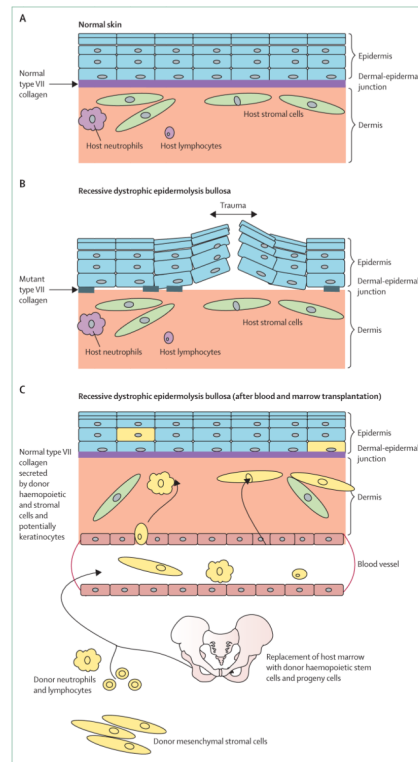 A
Normal skin
Epidermis
Dermal-epidermal
junction
Normal
type VII
collagen
Host stromal cells
Dermis
Host neutrophils
Host lymphocytes
B
Recessive dystrophic epidermolysis bullosa
Trauma
Epidermis
Dermal-epidermal
junction
Mutant
type VII
collagen
Host stromal cells
Dermis
Host neutrophils
Host lymphocytes
C
Recessive dystrophic epidermolysis bullosa (after blood and marrow transplantation)
Epidermis
Dermal-epidermal
junction
Normal type VII
collagen
secreted
by donor
haemopoietic
and stromal
cells and
potentially
keratinocytes
Dermis
Blood vessel
Replacement of host marrow
with donor haemopoietic stem
cells and progeny cells
Donor neutrophils
and lymphocytes
Donor mesenchymal stromal cells